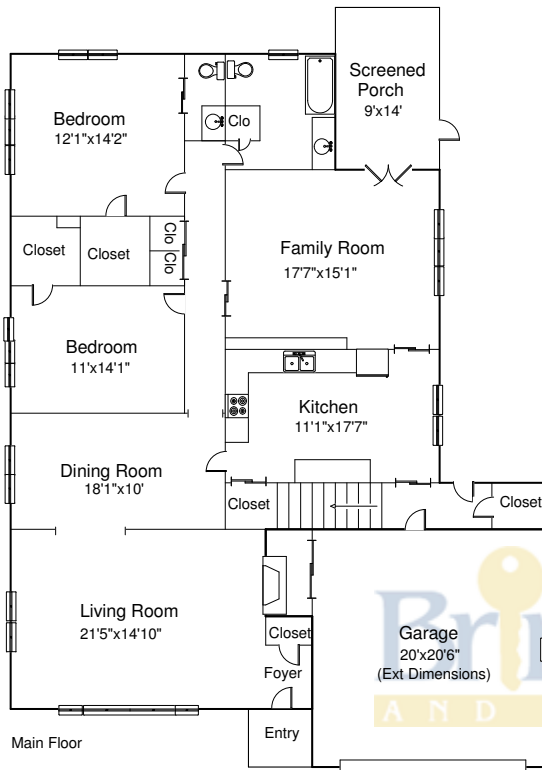 Screened
Porch
9'x14'
Bedroom
12'1"x14'2"
Clo
Closet
Closet
Clo
Clo
Family Room
17'7"x15'1"
Bedroom
11'x14'1"
Kitchen
11'1"x17'7"
Dining Room
18'1"x10'
Closet
Closet
Living Room
21'5"x14'10"
Closet
Foyer
Garage
20'x20'6"
(Ext Dimensions)
Entry
Main Floor
AND